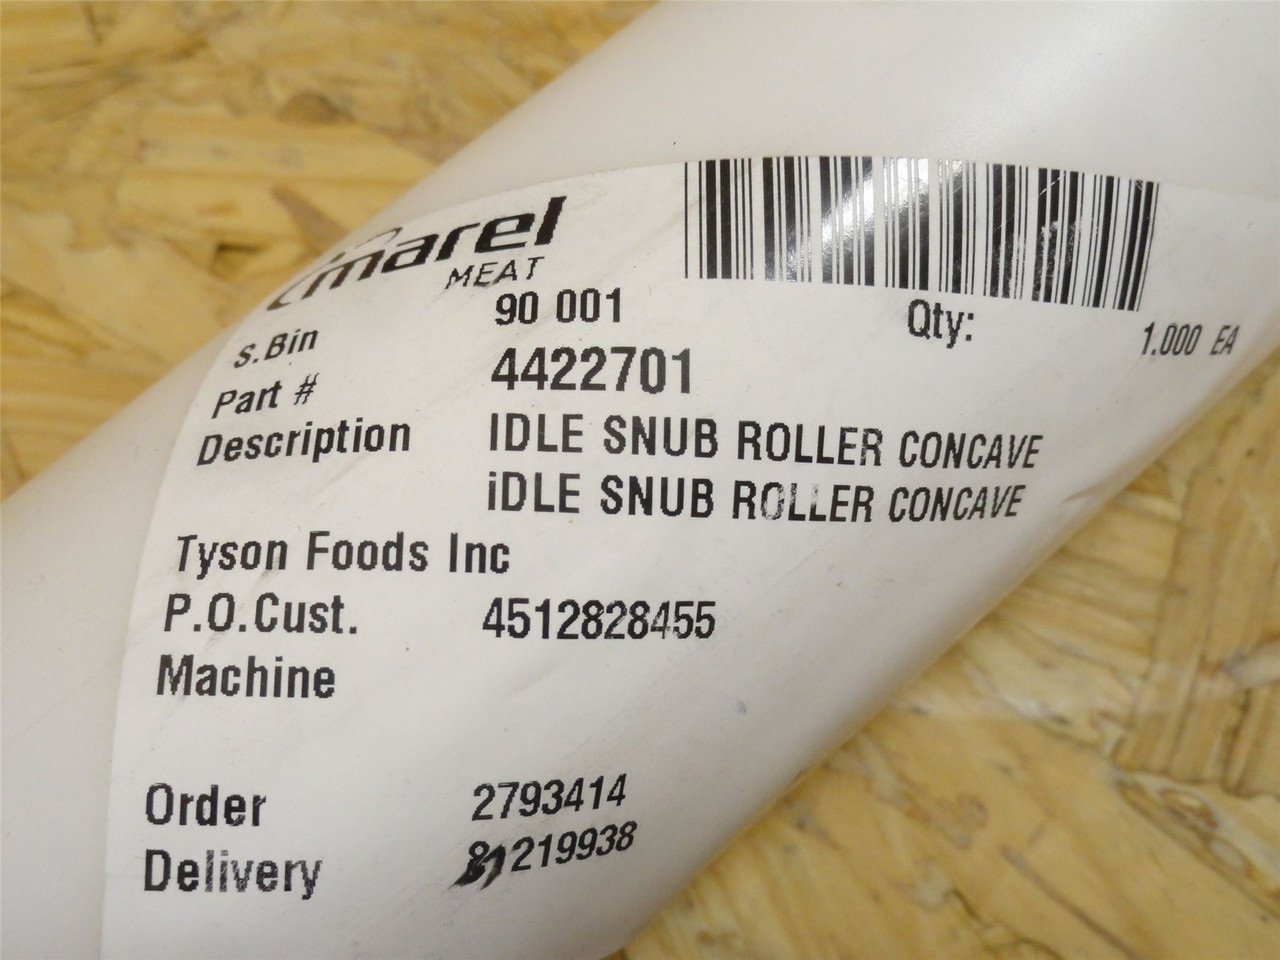 marel
MEAT
s.Bin 90 001 Qty: 1.000 EA
Part # 4422701
Description IDLE SNUB ROLLER CONCAVE
iDLE SNUB ROLLER CONCAVE
Tyson Foods Inc
P.O.Cust. 4512828455
Machine
Order 2793414
Delivery 81219938